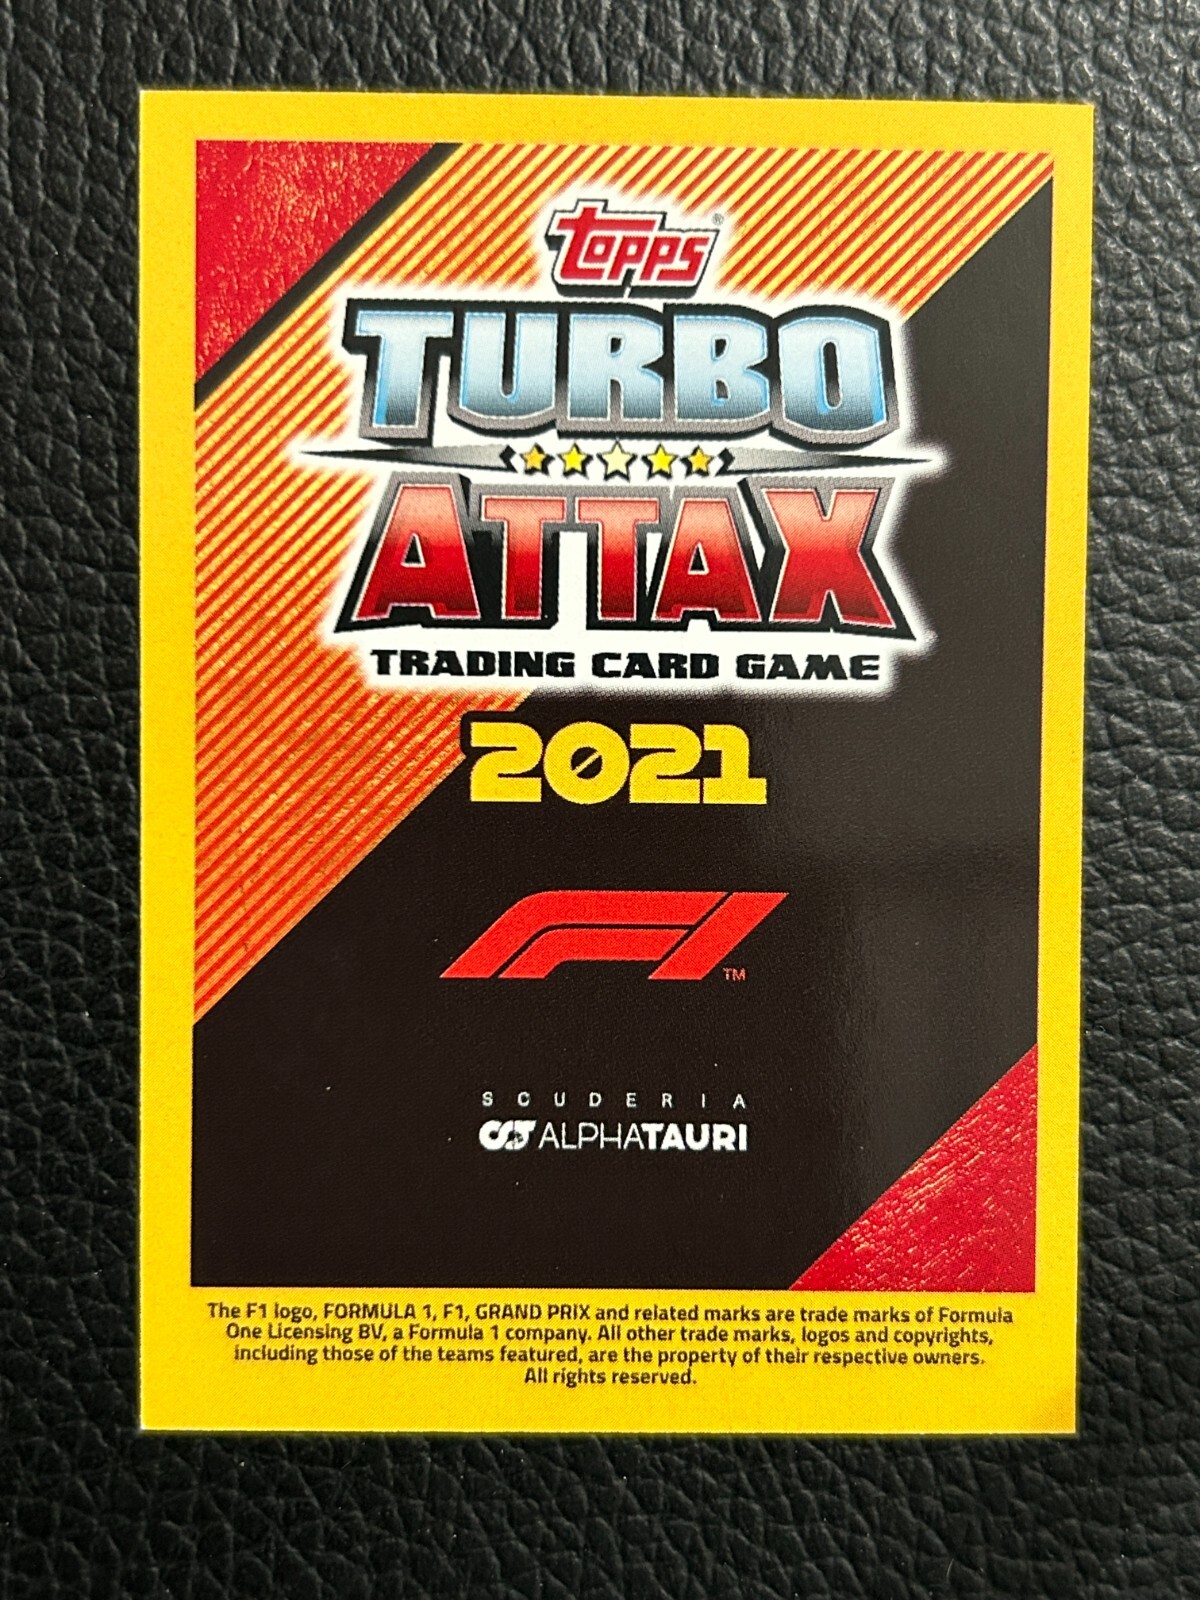 Topps®
TURBO
ATTAX
TRADING CARD GAME
2021
F1™
SCUDERIA
ALPHATAURI
The F1 logo, FORMULA 1, F1, GRAND PRIX and related marks are trade marks of Formula
One Licensing BV, a Formula 1 company. All other trade marks, logos and copyrights,
including those of the teams featured, are the property of their respective owners.
All rights reserved.